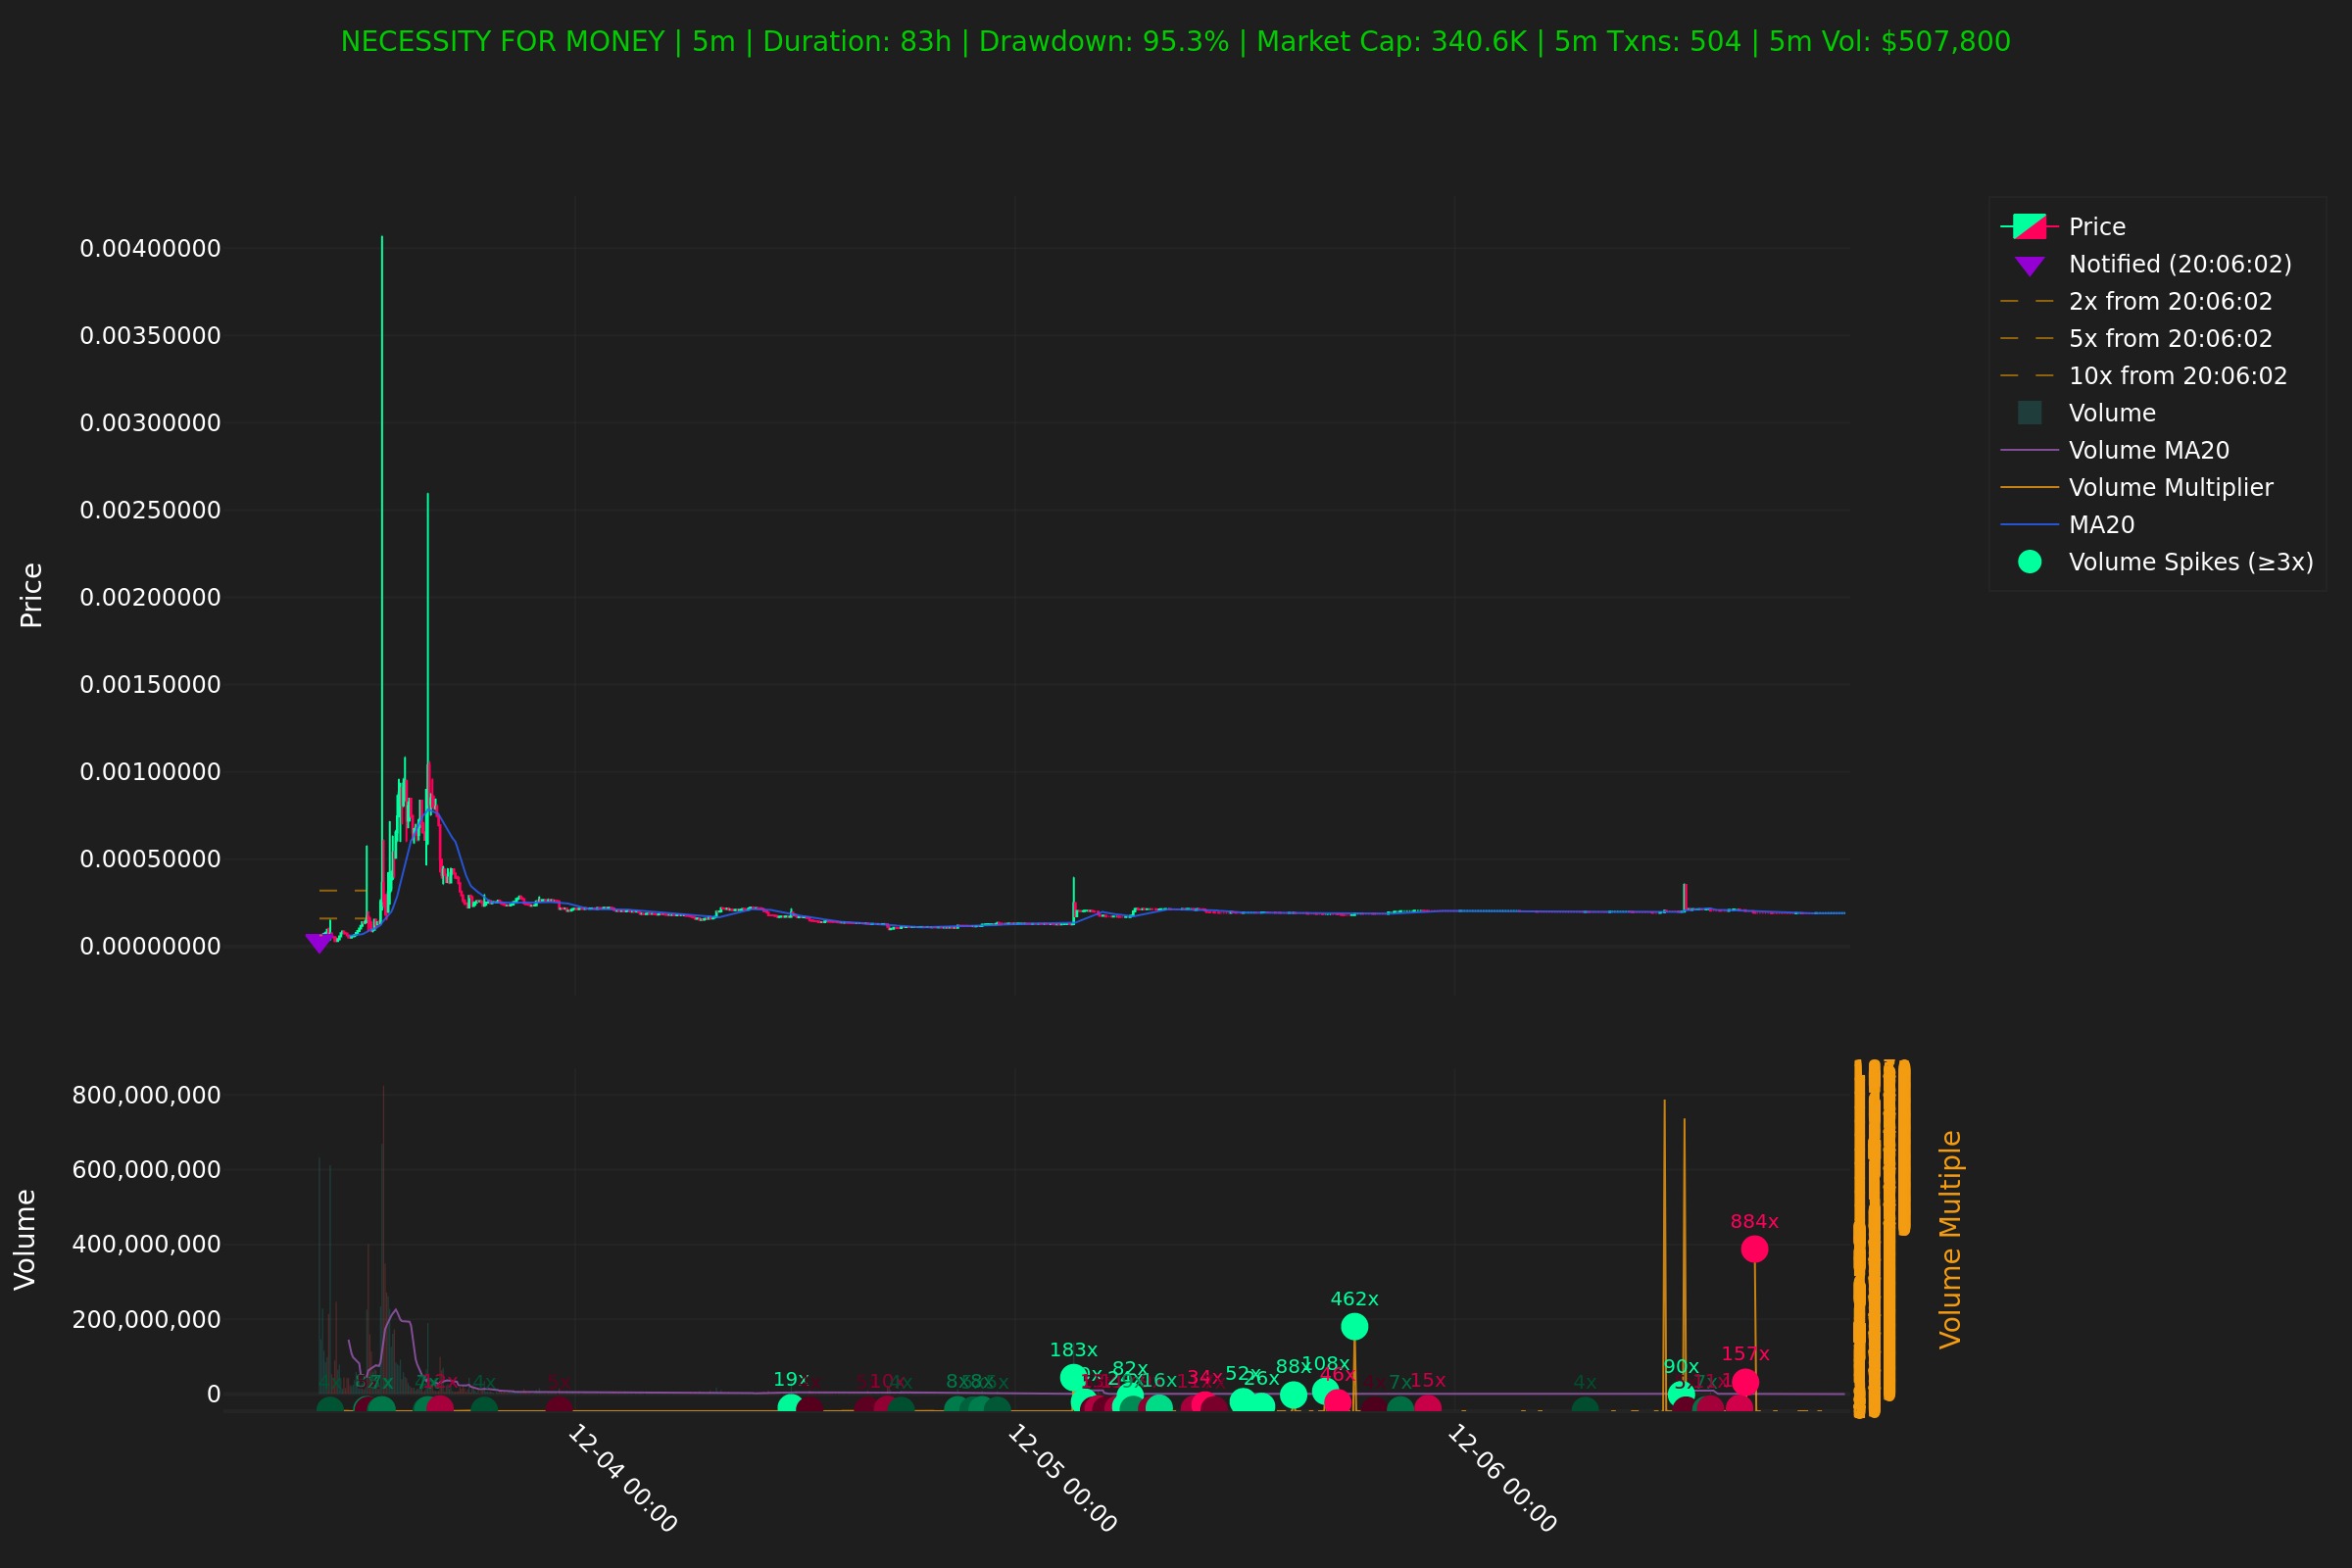 NECESSITY FOR MONEY | 5m | Duration: 83h | Drawdown: 95.3% | Market Cap: 340.6K | 5m Txns: 504 | 5m Vol: $507,800
Price
0.00400000
0.00350000
0.00300000
0.00250000
0.00200000
0.00150000
0.00100000
0.00050000
0.00000000
Price
Notified (20:06:02)
2x from 20:06:02
5x from 20:06:02
10x from 20:06:02
Volume
Volume MA20
Volume Multiplier
MA20
Volume Spikes (≥3x)
Volume
800,000,000
600,000,000
400,000,000
200,000,000
0
884x
462x
183x
157x
82x
52x
88x
108x
90x
19x
16x
34x
26x
46x
7x
15x
4x
4x
Volume Multiple
12-04 00:00
12-05 00:00
12-06 00:00